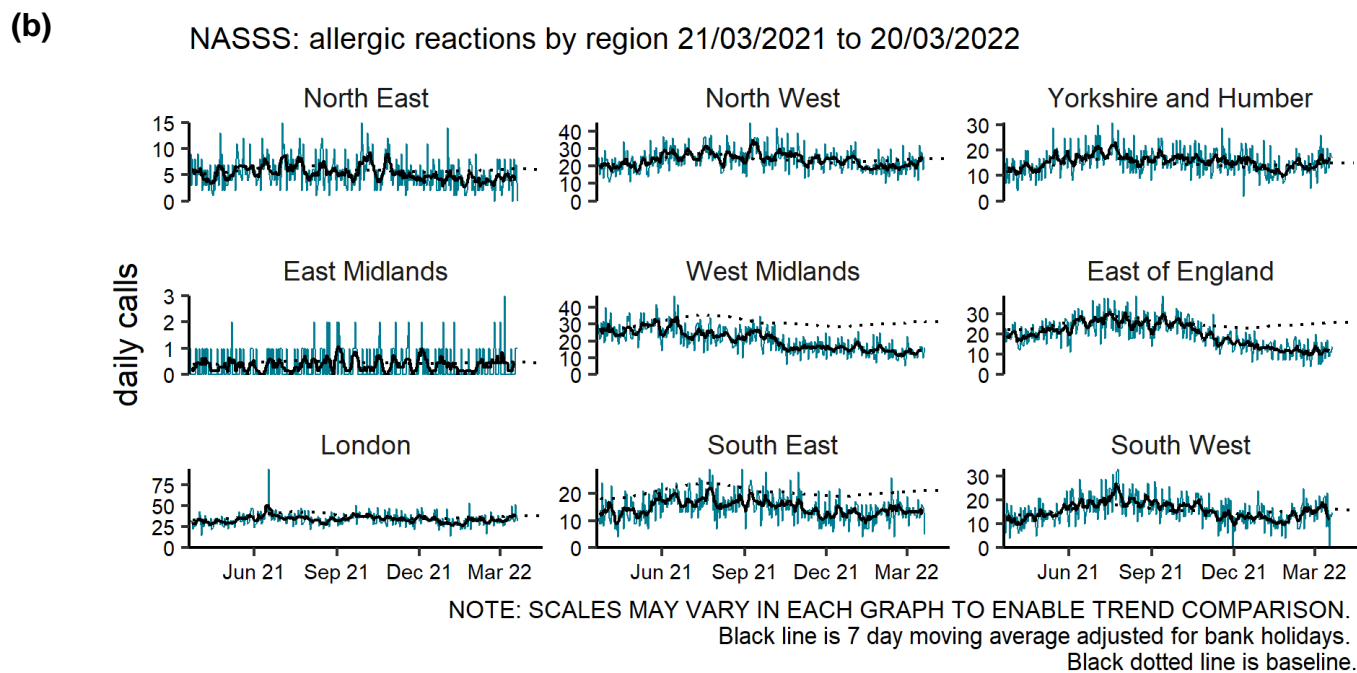 (b)
NASSS: allergic reactions by region 21/03/2021 to 20/03/2022
North East
North West
Yorkshire and Humber
15
10
5
0
40
30
20
10
0
30
20
10
0
daily calls
East Midlands
West Midlands
East of England
3
2
1
0
40
30
20
10
0
30
20
10
0
London
South East
South West
75
50
25
0
20
10
0
30
20
10
0
Jun 21 Sep 21 Dec 21 Mar 22
Jun 21 Sep 21 Dec 21 Mar 22
Jun 21 Sep 21 Dec 21 Mar 22
NOTE: SCALES MAY VARY IN EACH GRAPH TO ENABLE TREND COMPARISON.
Black line is 7 day moving average adjusted for bank holidays.
Black dotted line is baseline.